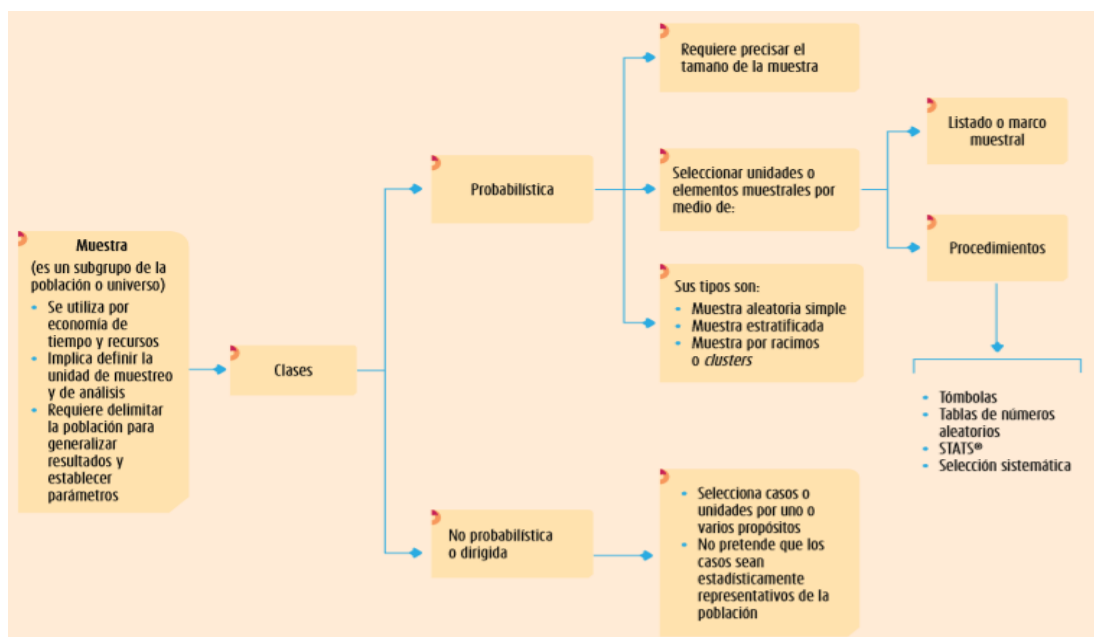 Muestra
(es un subgrupo de la
población o universo)
• Se utiliza por
economía de
tiempo y recursos
• Implica definir la
unidad de muestreo
y de análisis
• Requiere delimitar
la población para
generalizar
resultados y
establecer
parámetros
Clases
Probabilística
Requiere precisar el
tamaño de la muestra
Seleccionar unidades o
elementos muestrales por
medio de:
Listado o marco
muestral
Procedimientos
• Tómbolas
• Tablas de números
aleatorios
• STATS®
• Selección sistemática
Sus tipos son:
• Muestra aleatoria simple
• Muestra estratificada
• Muestra por racimos
o clusters
No probabilística
o dirigida
• Selecciona casos o
unidades por uno o
varios propósitos
• No pretende que los
casos sean
estadísticamente
representativos de la
población